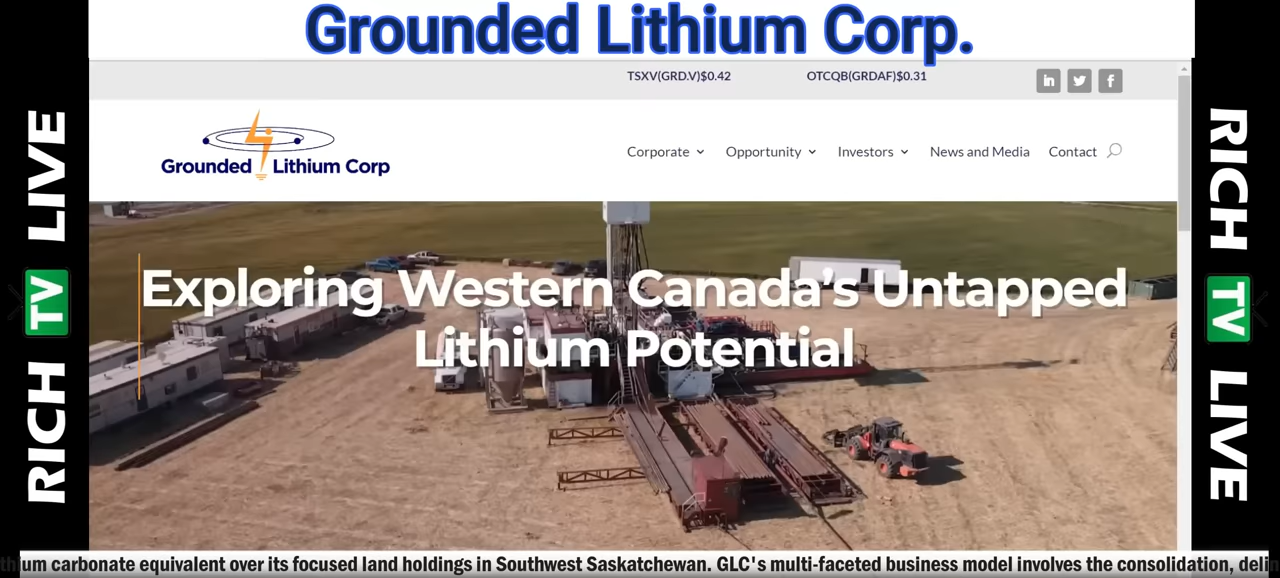 Grounded Lithium Corp.
TSXV(GRD.V)$0.42 OTCQB(GRDAF)$0.31
Grounded Lithium Corp
Corporate Opportunity Investors News and Media Contact
Exploring Western Canada's Untapped
Lithium Potential
RICH TV LIVE
RICH TV LIVE
carbonate equivalent over its focused land holdings in Southwest Saskatchewan. GLC's multi-faceted business model involves the consolidation,